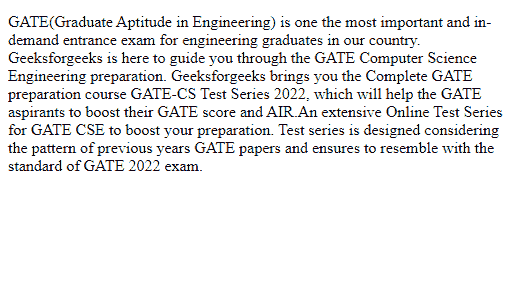 GATE(Graduate Aptitude in Engineering) is one the most important and in-
demand entrance exam for engineering graduates in our country.
Geeksforgeeks is here to guide you through the GATE Computer Science
Engineering preparation. Geeksforgeeks brings you the Complete GATE
preparation course GATE-CS Test Series 2022, which will help the GATE
aspirants to boost their GATE score and AIR.An extensive Online Test Series
for GATE CSE to boost your preparation. Test series is designed considering
the pattern of previous years GATE papers and ensures to resemble with the
standard of GATE 2022 exam.